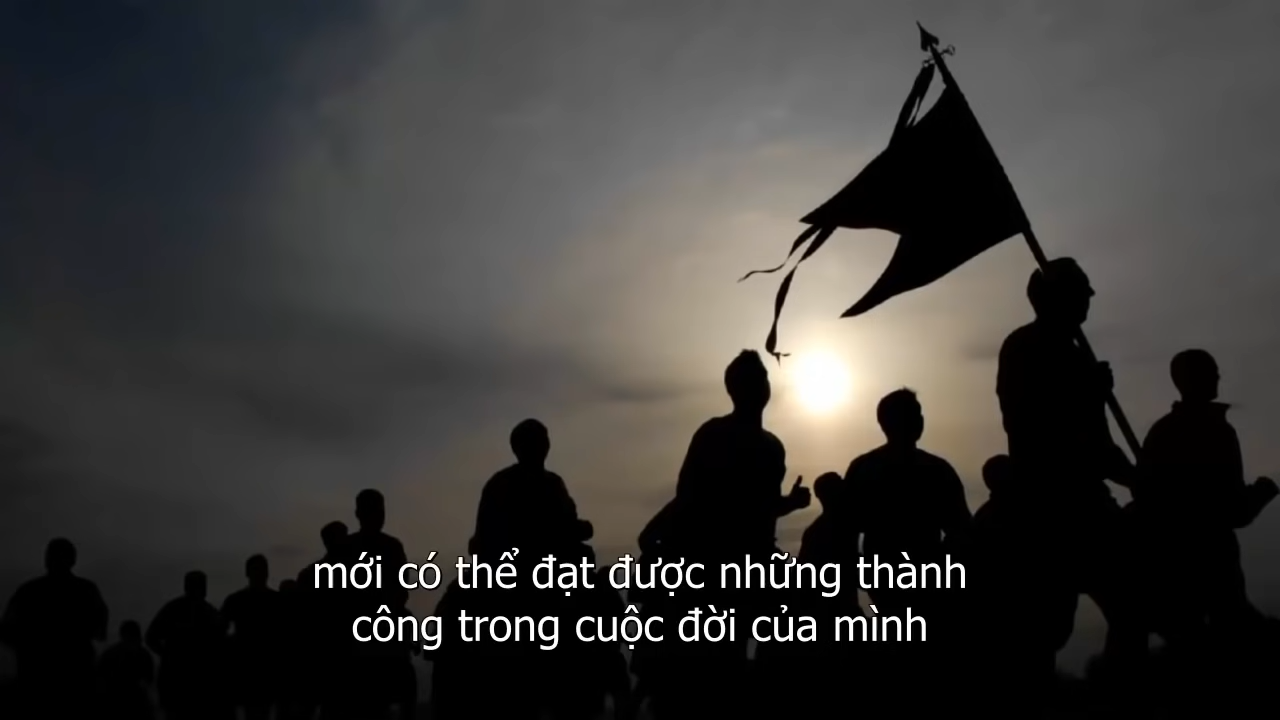 mới có thể đạt được những thành
công trong cuộc đời của mình